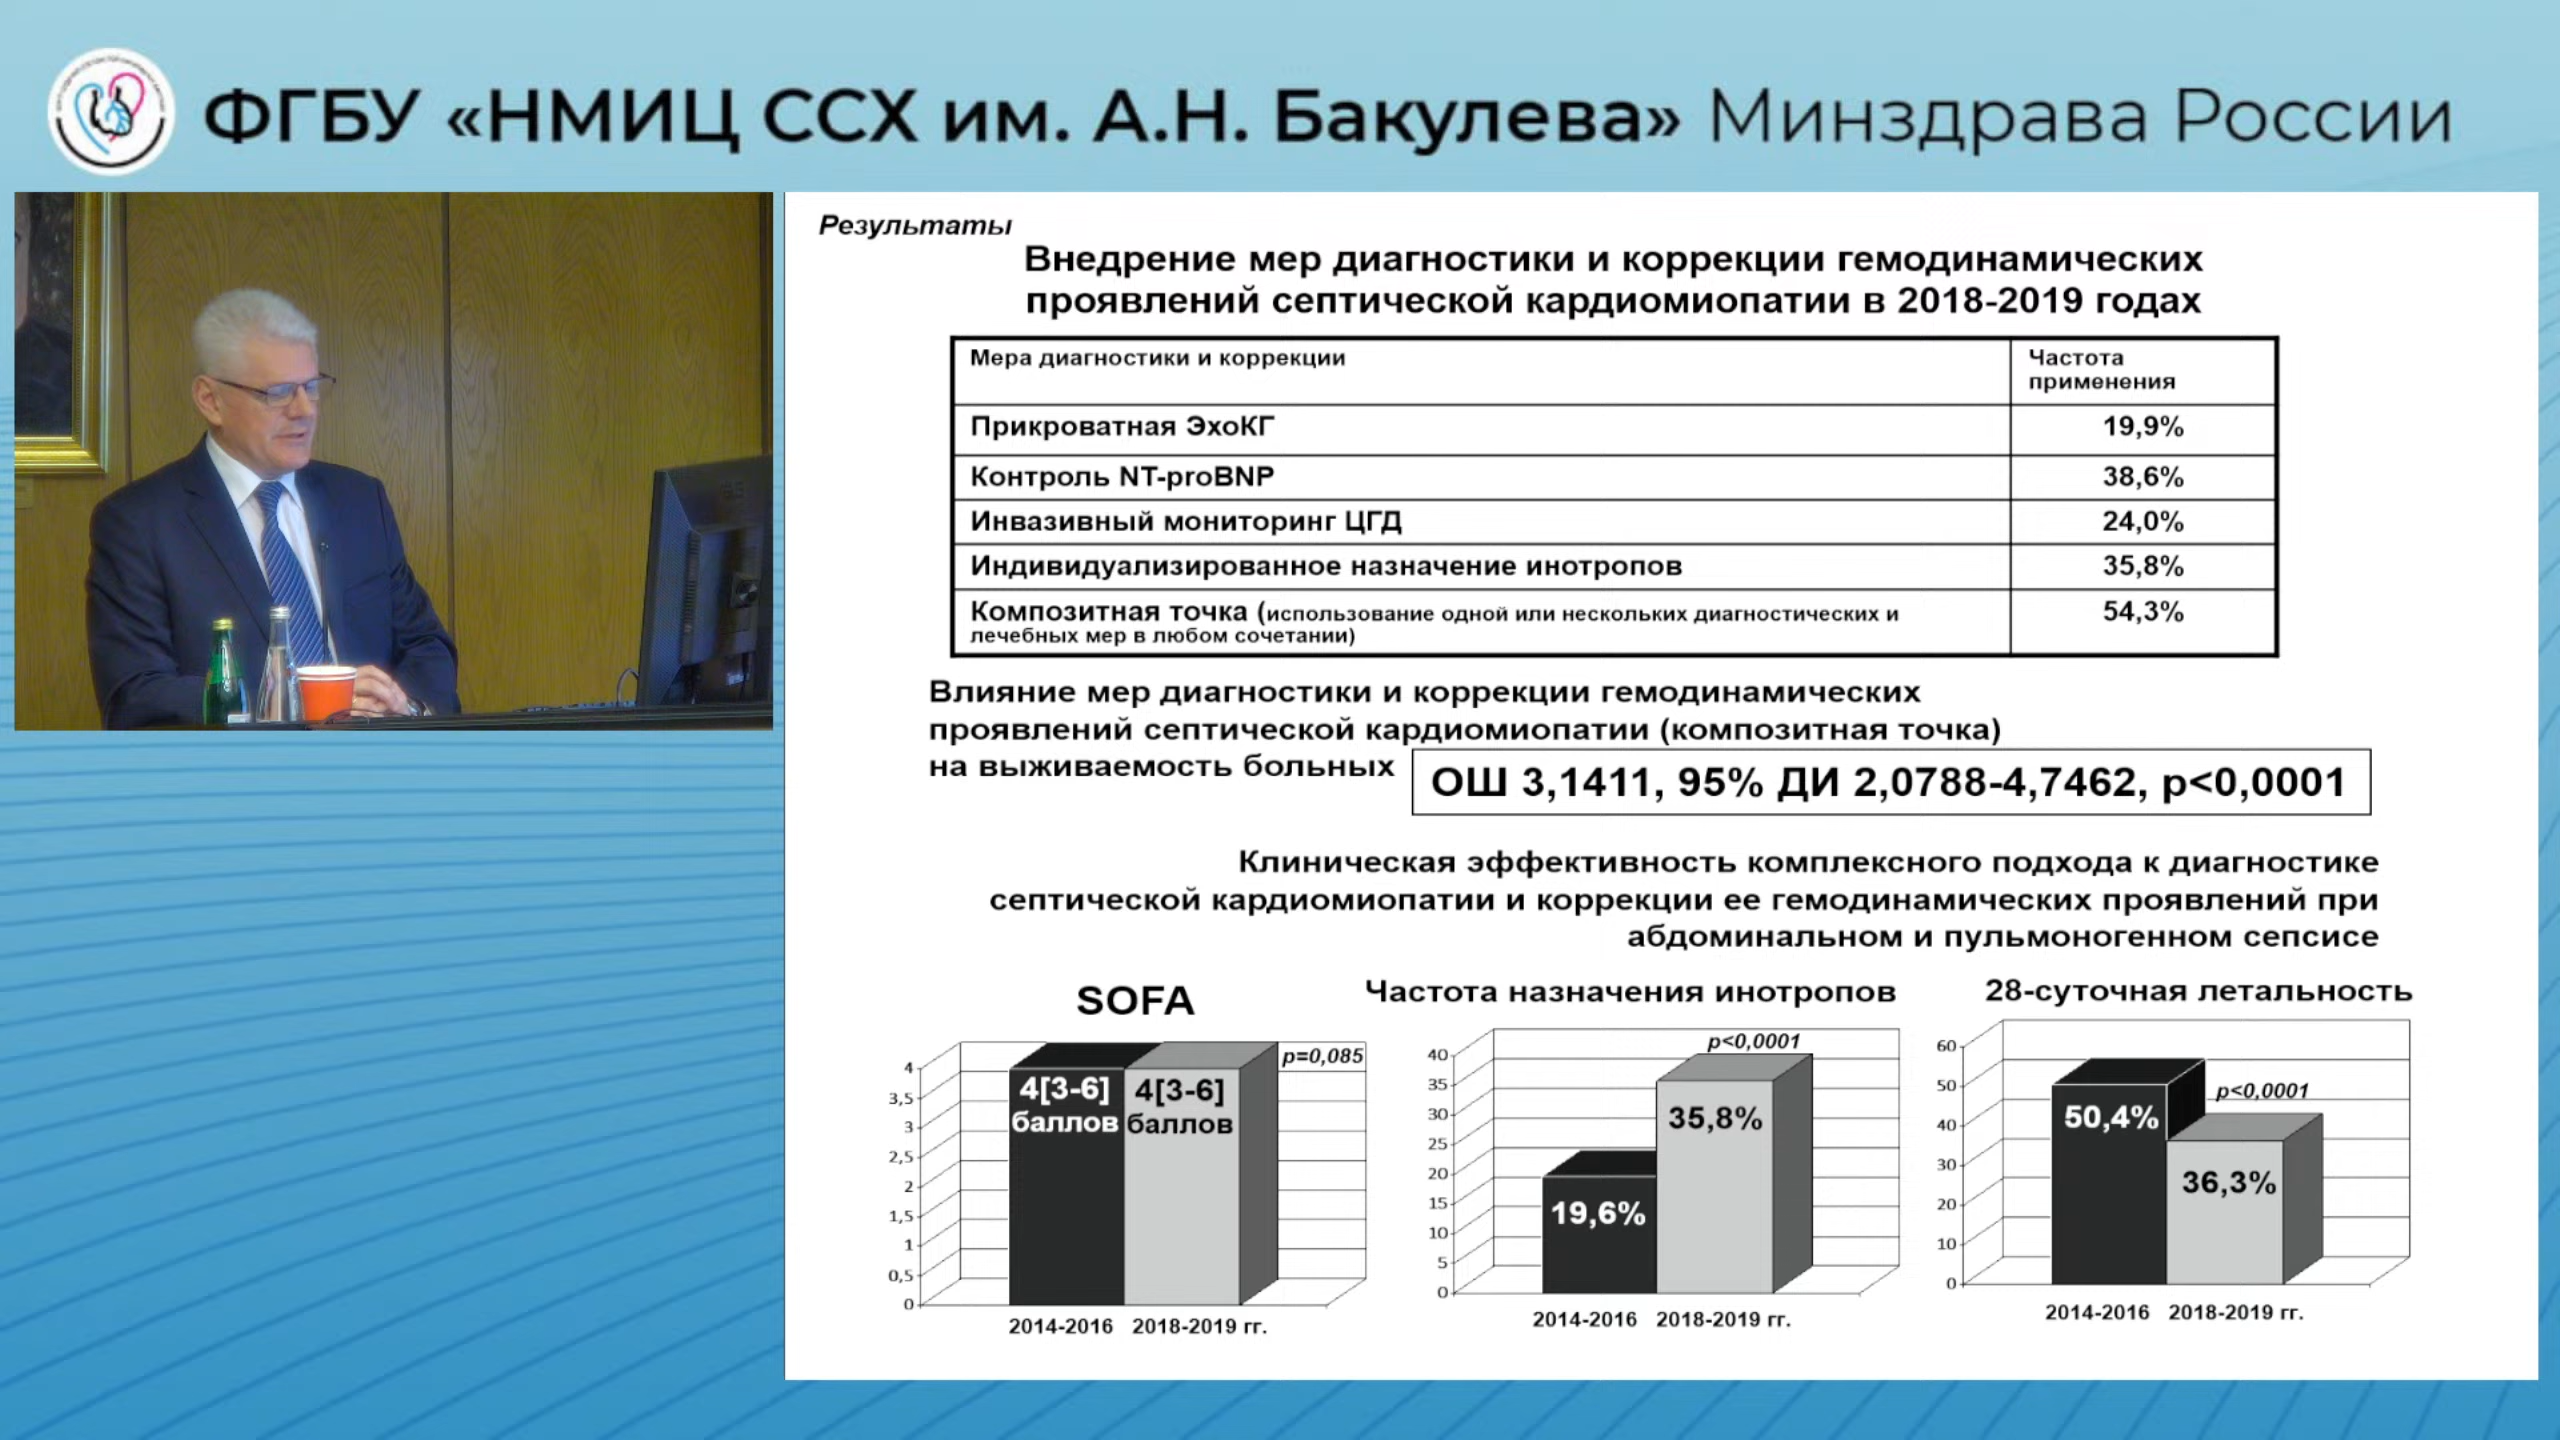 ФГБУ «НМИЦ ССХ им. А.Н. Бакулева» Минздрава России
Результаты
Внедрение мер диагностики и коррекции гемодинамических
проявлений септической кардиомиопатии в 2018-2019 годах
Мера диагностики и коррекции
Частота
применения
Прикроватная ЭхоКГ 19,9%
Контроль NT-proBNP 38,6%
Инвазивный мониторинг ЦГД 24,0%
Индивидуализированное назначение инотропов 35,8%
Композитная точка (использование одной или нескольких диагностических и 54,3%
лечебных мер в любом сочетании)
Влияние мер диагностики и коррекции гемодинамических
проявлений септической кардиомиопатии (композитная точка)
на выживаемость больных
ОШ 3,1411, 95% ДИ 2,0788-4,7462, p<0,0001
Клиническая эффективность комплексного подхода к диагностике
септической кардиомиопатии и коррекции ее гемодинамических проявлений при
абдоминальном и пульмоногенном сепсисе
SOFA
4
3,5
3
2,5
2
1,5
1
0,5
0
4[3-6]
баллов
4[3-6]
баллов
p=0,085
2014-2016 2018-2019 гг.
Частота назначения инотропов
40
35
30
25
20
15
10
5
0
19,6%
35,8%
p<0,0001
2014-2016 2018-2019 гг.
28-суточная летальность
60
50
40
30
20
10
0
50,4%
36,3%
p<0,0001
2014-2016 2018-2019 гг.